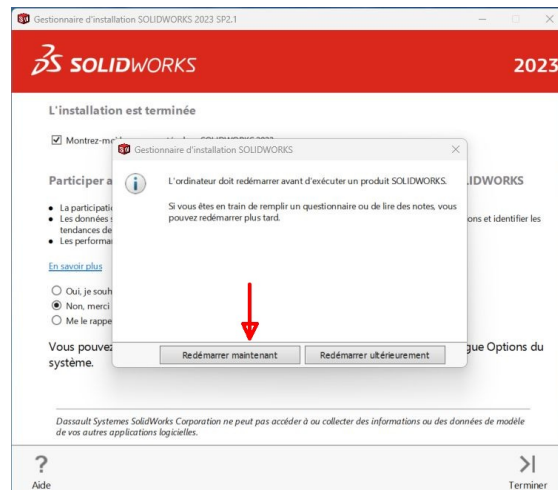 Gestionnaire d'installation SOLIDWORKS 2023 SP2.1
SOLIDWORKS
2023
L'installation est terminée
Montrez-m
Gestionnaire d'installation SOLIDWORKS
L'ordinateur doit redémarrer avant d'exécuter un produit SOLIDWORKS.
Si vous êtes en train de remplir un questionnaire ou de lire des notes, vous
pouvez redémarrer plus tard.
Redémarrer maintenant
Redémarrer ultérieurement
Participer a
IDWORKS
La participati
Les données s
ons et identifier les
tendances de
Les performa
En savoir plus
Oui, je souh
Non, merci
Me le rappe
Vous pouvez
gue Options du
système.
Dassault Systemes SolidWorks Corporation ne peut pas accéder à ou collecter des informations ou des données de modèle
de vos autres applications logicielles.
?
Aide
Terminer